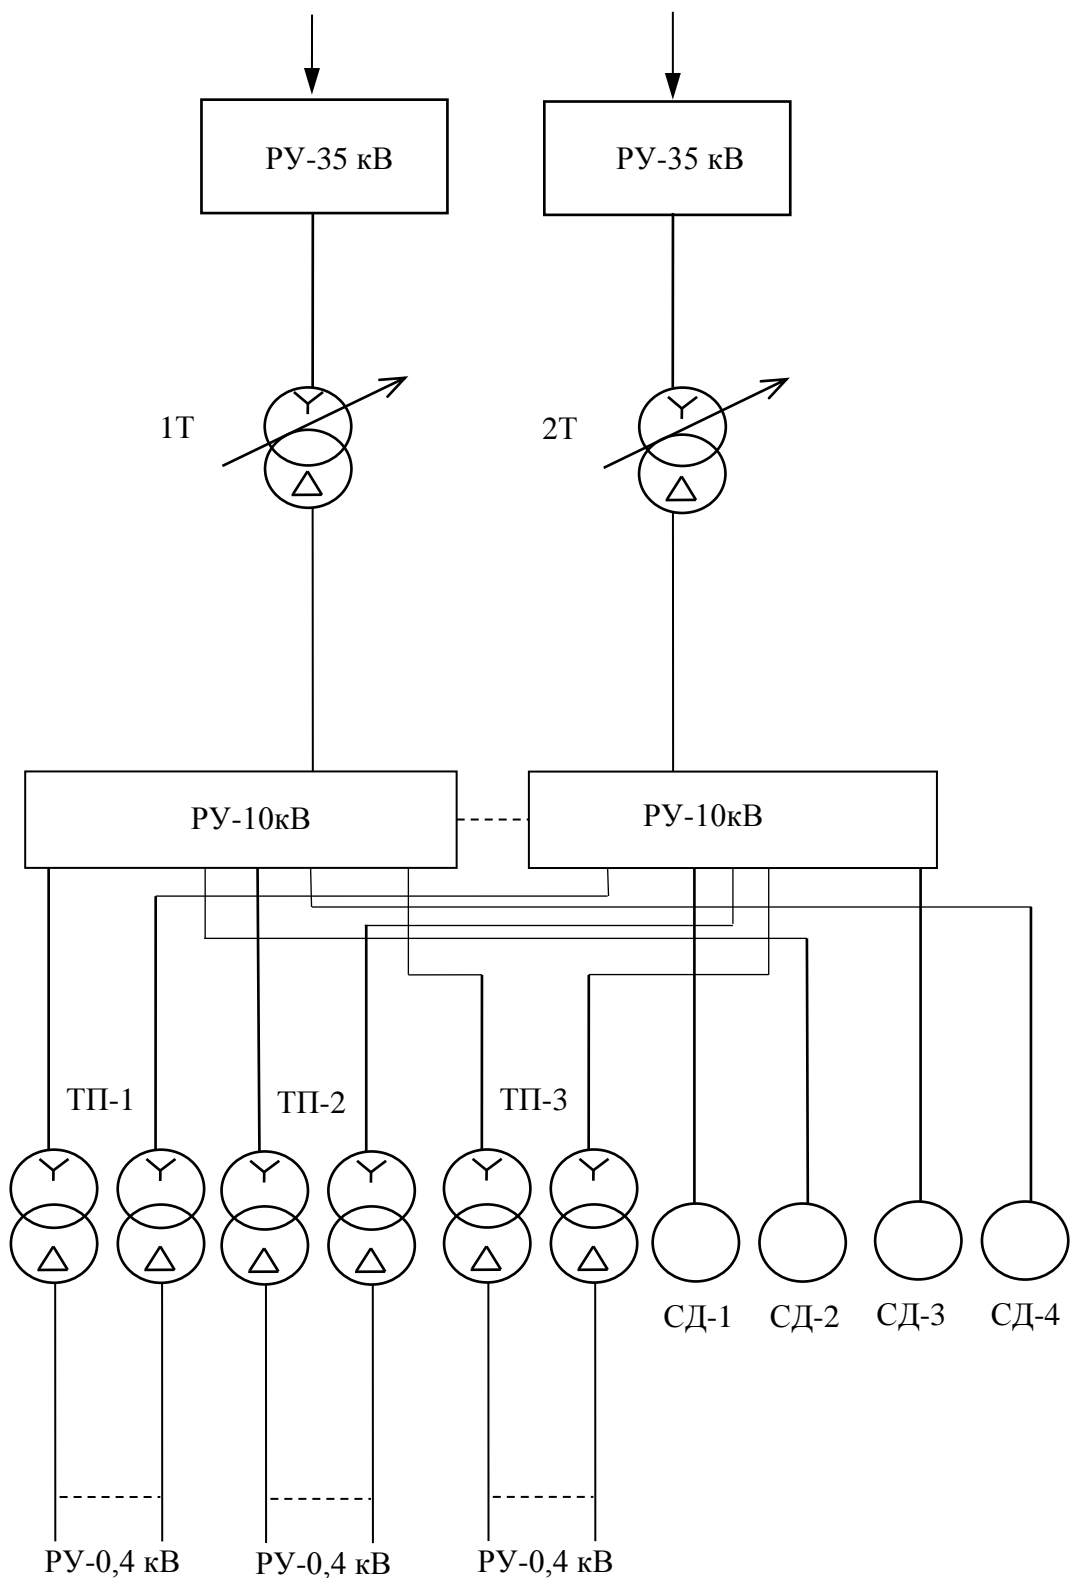 РУ-35 кВ
РУ-35 кВ
1Т
2Т
РУ-10кВ
РУ-10кВ
ТП-1
ТП-2
ТП-3
СД-1
СД-2
СД-3
СД-4
РУ-0,4 кВ
РУ-0,4 кВ
РУ-0,4 кВ